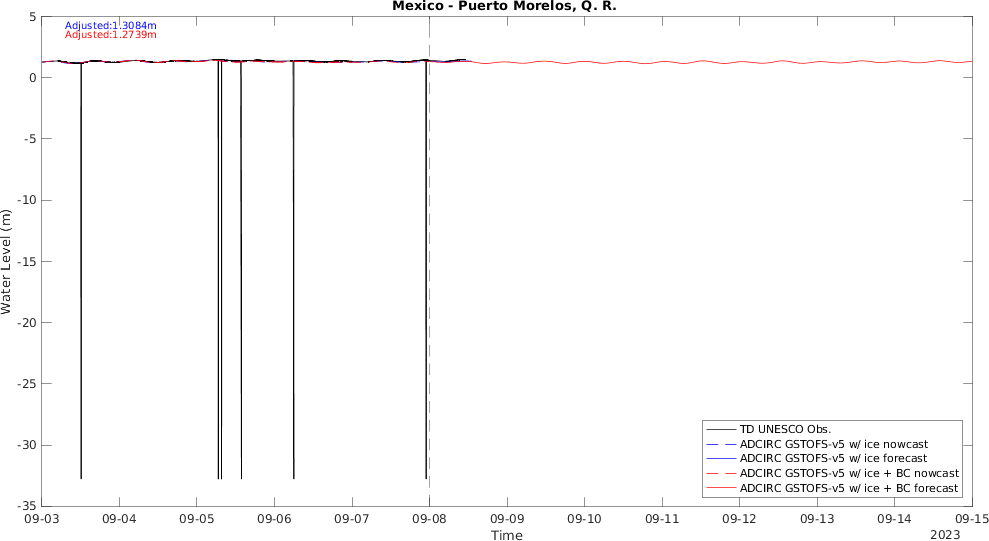 Mexico - Puerto Morelos, Q. R.
Adjusted:1.3084m
Adjusted:1.2739m
5
0
-5
-10
-15
-20
-25
-30
-35
Water Level (m)
TD UNESCO Obs.
ADCIRC GSTOFS-v5 w/ ice nowcast
ADCIRC GSTOFS-v5 w/ ice forecast
ADCIRC GSTOFS-v5 w/ ice + BC nowcast
ADCIRC GSTOFS-v5 w/ ice + BC forecast
09-03 09-04 09-05 09-06 09-07 09-08 09-09 09-10 09-11 09-12 09-13 09-14 09-15
Time
2023